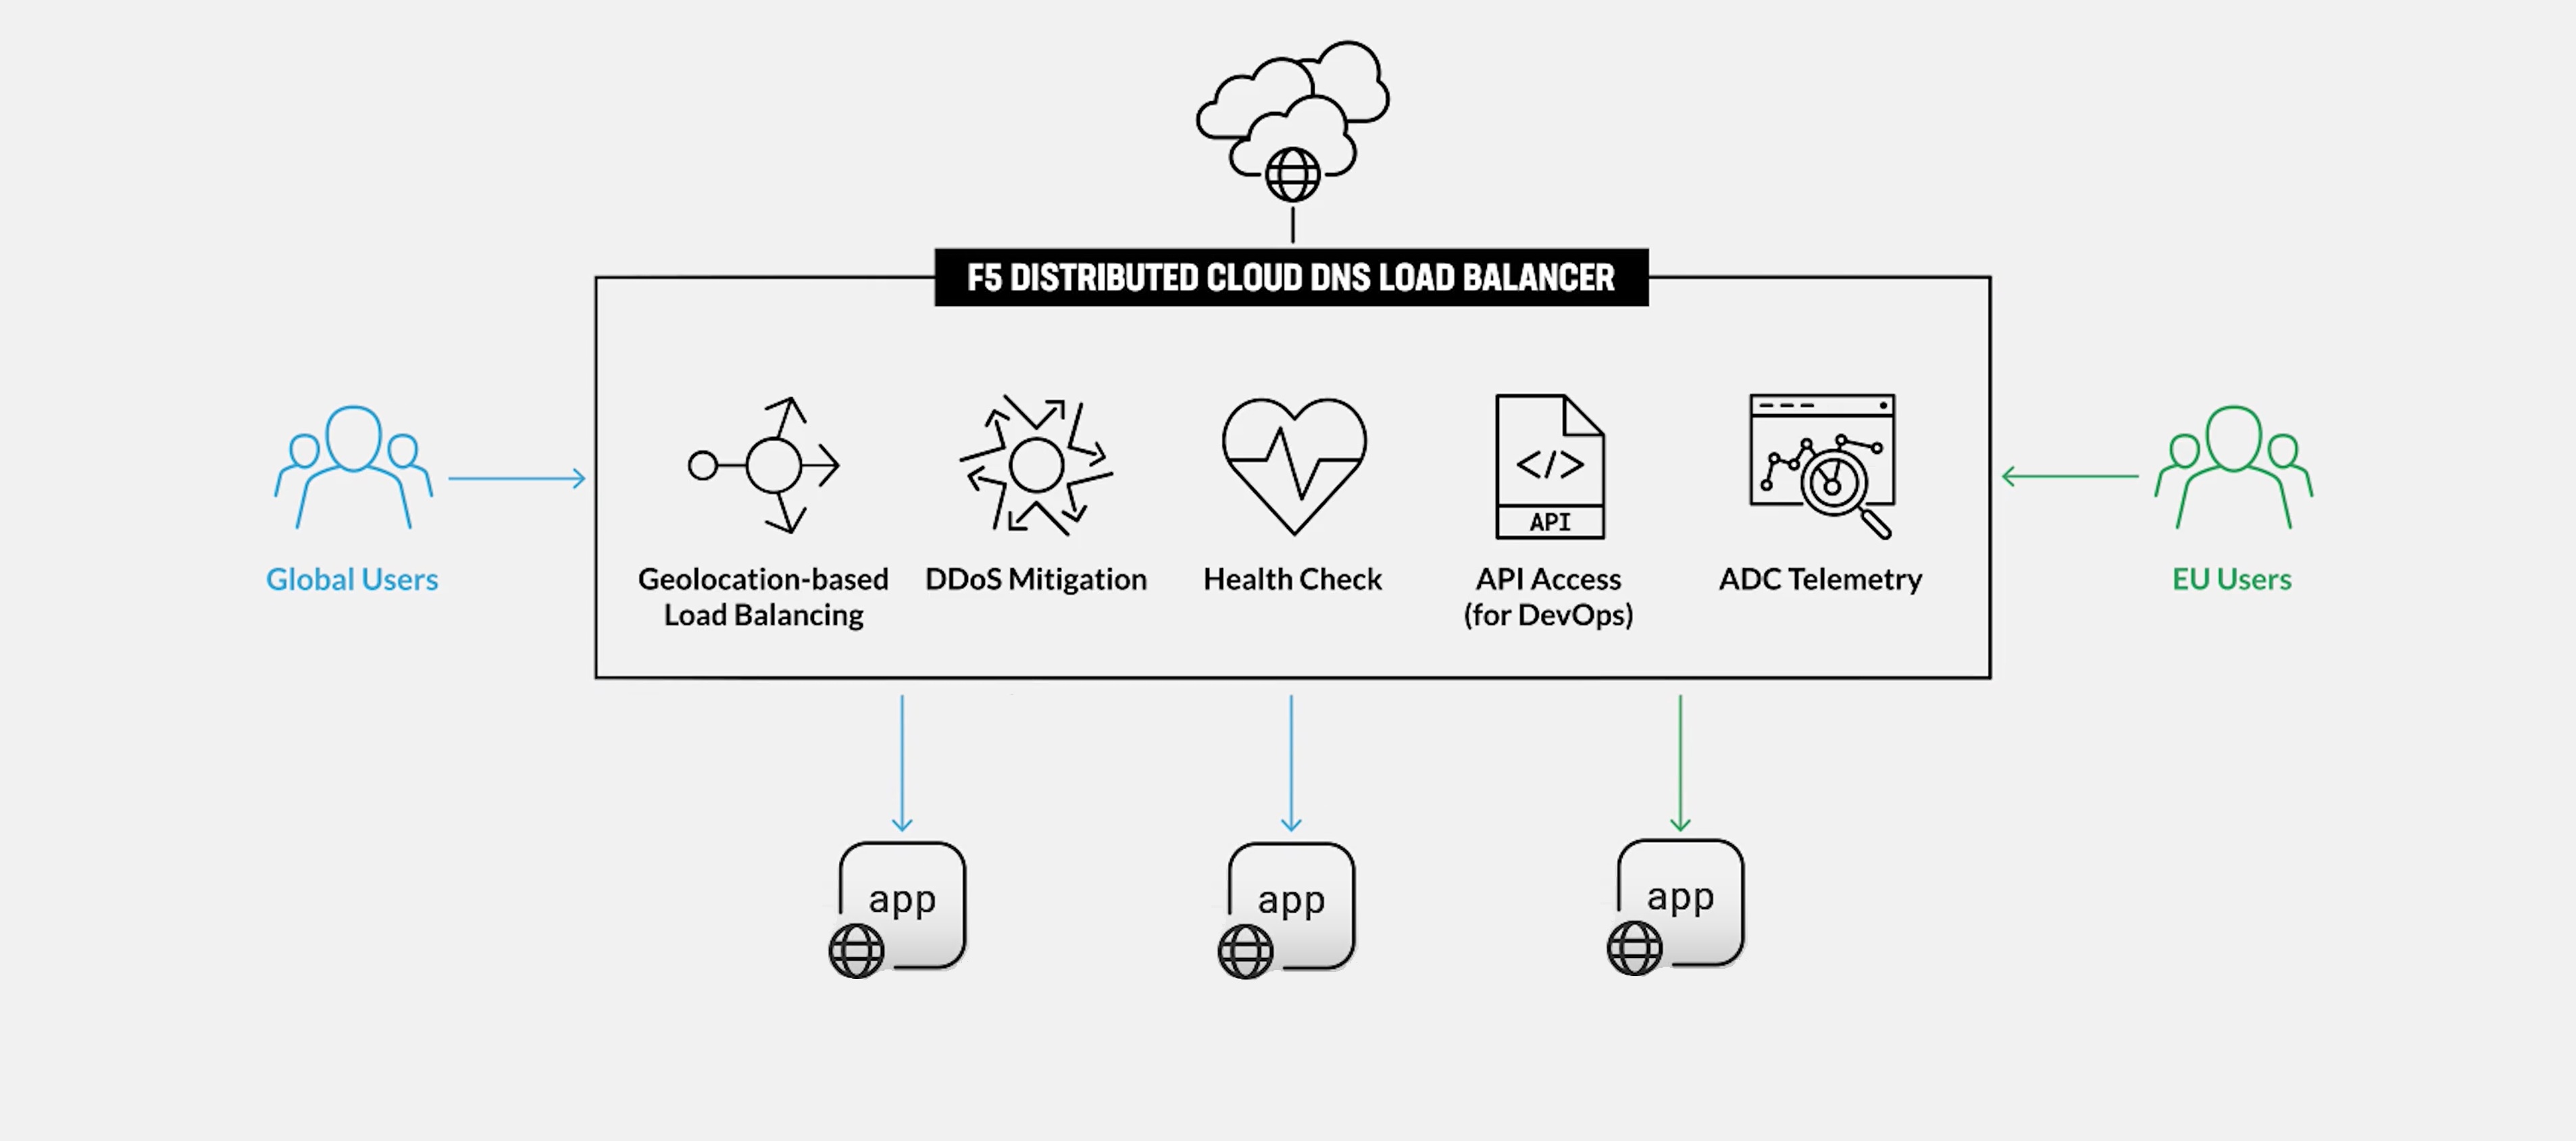 F5 DISTRIBUTED CLOUD DNS LOAD BALANCER
</>
API
Global Users
Geolocation-based
Load Balancing
DDoS Mitigation
Health Check
API Access
(for DevOps)
ADC Telemetry
EU Users
app
app
app